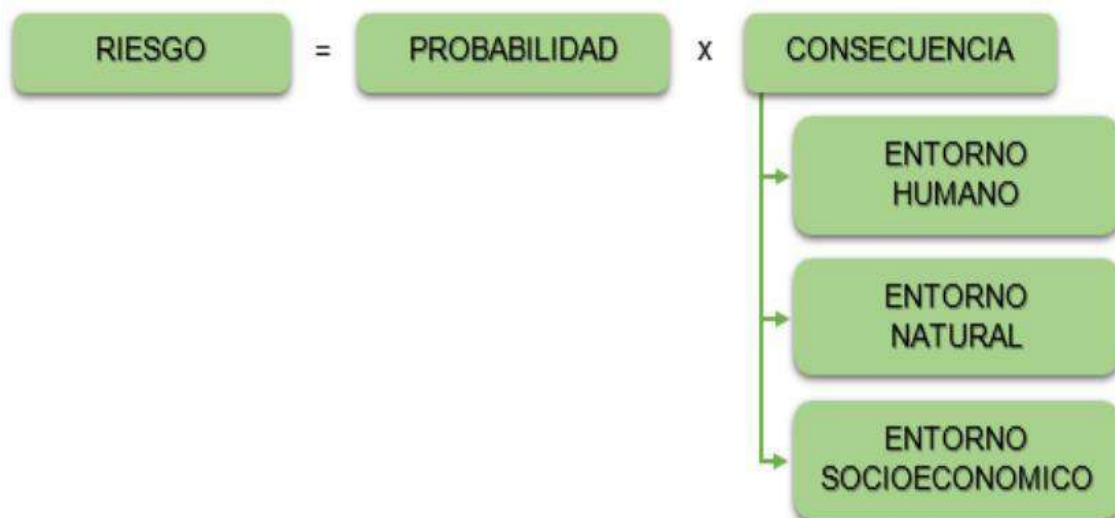 RIESGO = PROBABILIDAD x CONSECUENCIA
ENTORNO
HUMANO
ENTORNO
NATURAL
ENTORNO
SOCIOECONOMICO